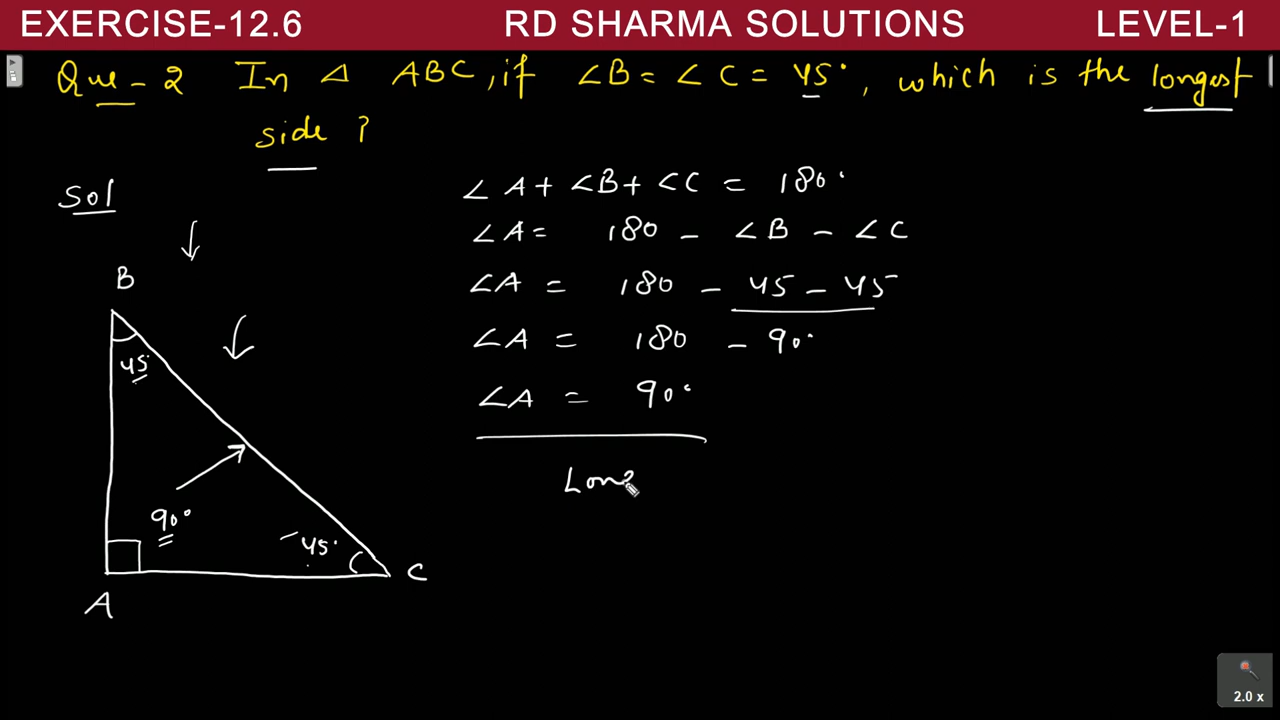 EXERCISE-12.6 RD SHARMA SOLUTIONS LEVEL-1
Que - 2 In △ ABC, if ∠B = ∠C = 45°, which is the longest
side ?
Sol
∠A + ∠B + ∠C = 180°
∠A = 180 - ∠B - ∠C
∠A = 180 - 45 - 45
∠A = 180 - 90°
∠A = 90°
Long
B
45°
90°
45°
A
C
2.0 x